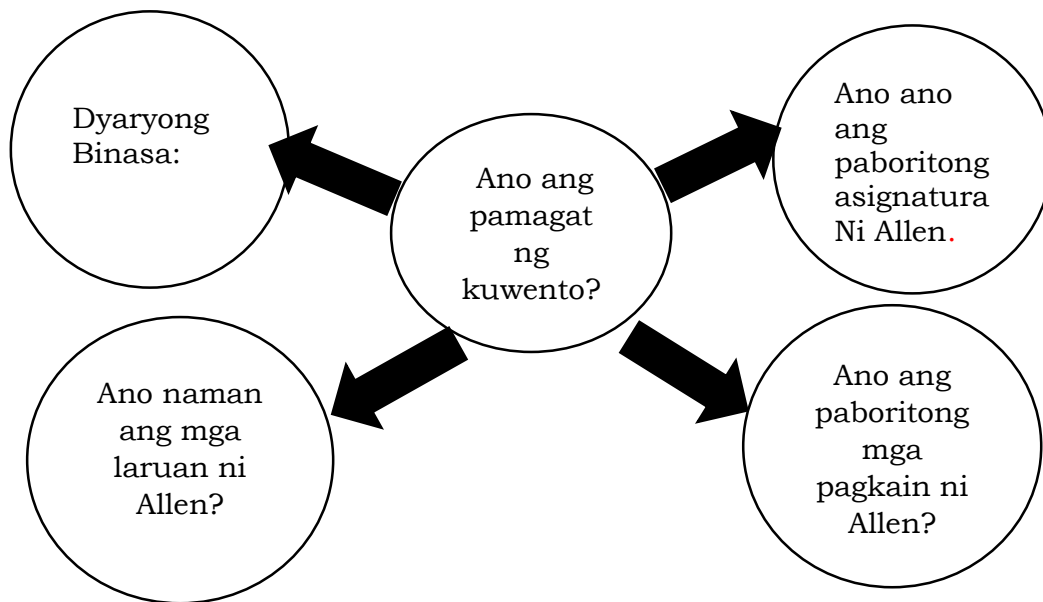 Dyaryong
Binasa:
Ano ang
pamagat
ng
kuwento?
Ano ano
ang
paboritong
asignatura
Ni Allen.
Ano naman
ang mga
laruan ni
Allen?
Ano ang
paboritong
mga
pagkain ni
Allen?